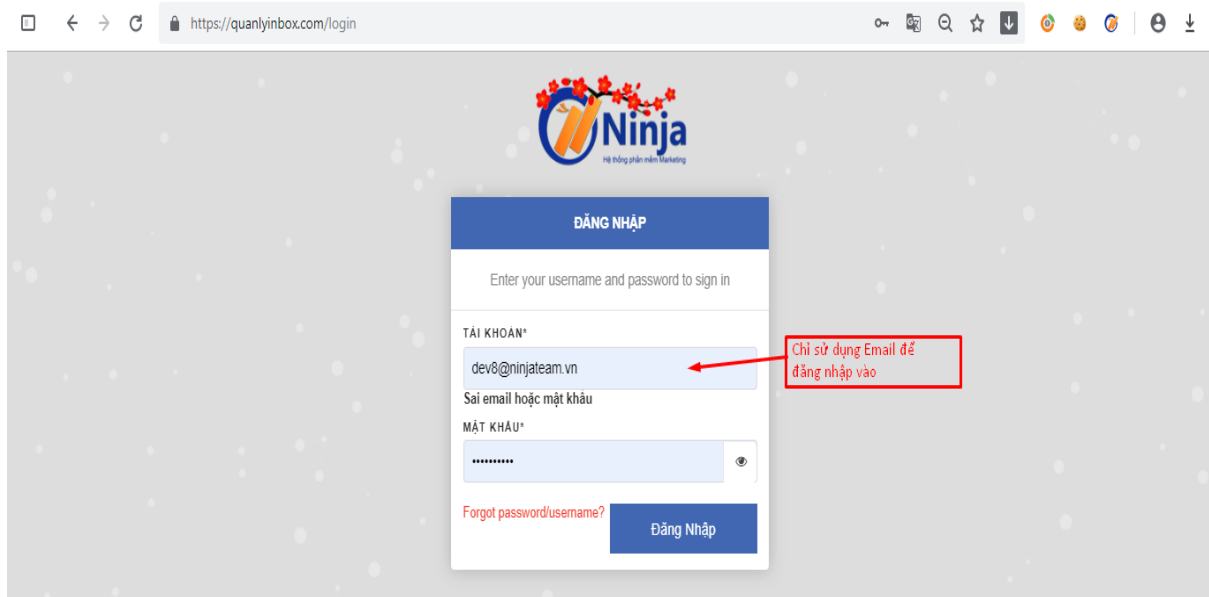 https://quanlyinbox.com/login
Ninja
Hệ thống phần mềm Marketing
ĐĂNG NHẬP
Enter your username and password to sign in
TÀI KHOẢN*
dev8@ninjateam.vn
Chỉ sử dụng Email để
đăng nhập vào
Sai email hoặc mật khẩu
MẬT KHẨU*
••••••••••
Forgot password/username?
Đăng Nhập